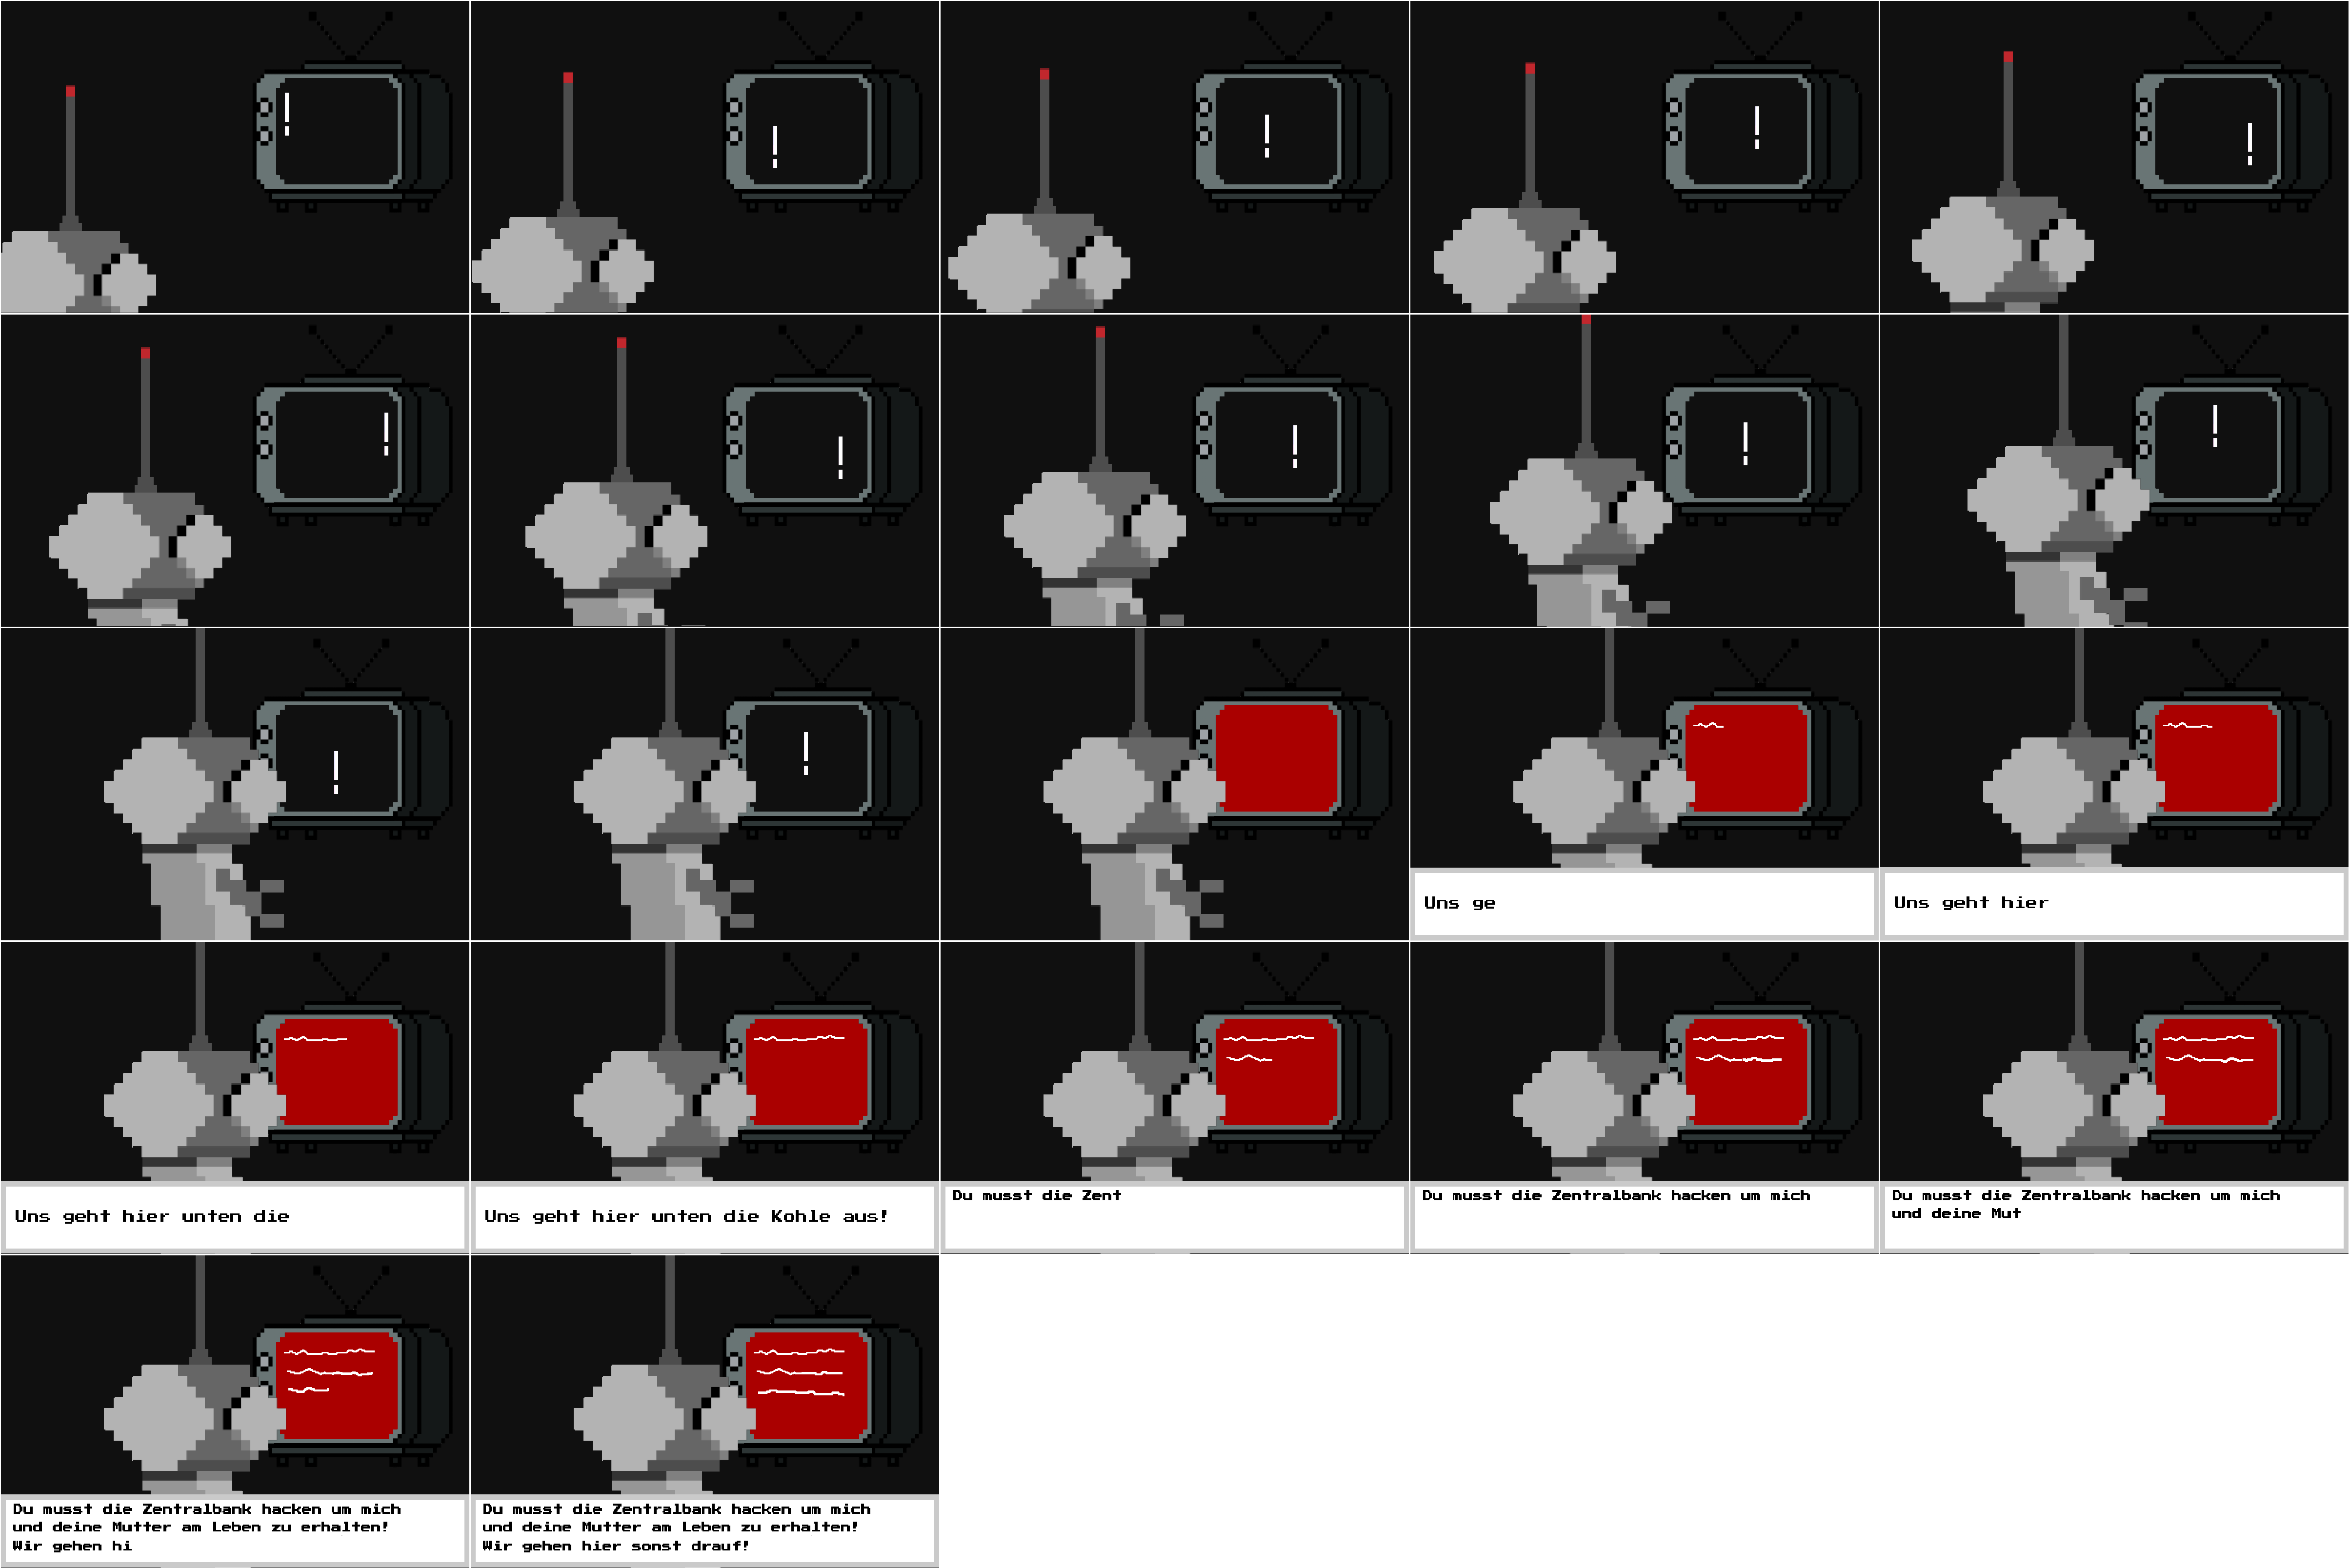 !
!
!
!
!
!
!
!
!
!
!
!
Uns ge
Uns geht hier
Uns geht hier unten die
Uns geht hier unten die Kohle aus!
Du musst die Zent
Du musst die Zentralbank hacken um mich
Du musst die Zentralbank hacken um mich
und deine Mut
Du musst die Zentralbank hacken um mich
und deine Mutter am Leben zu erhalten!
Wir gehen hi
Du musst die Zentralbank hacken um mich
und deine Mutter am Leben zu erhalten!
Wir gehen hier sonst drauf!